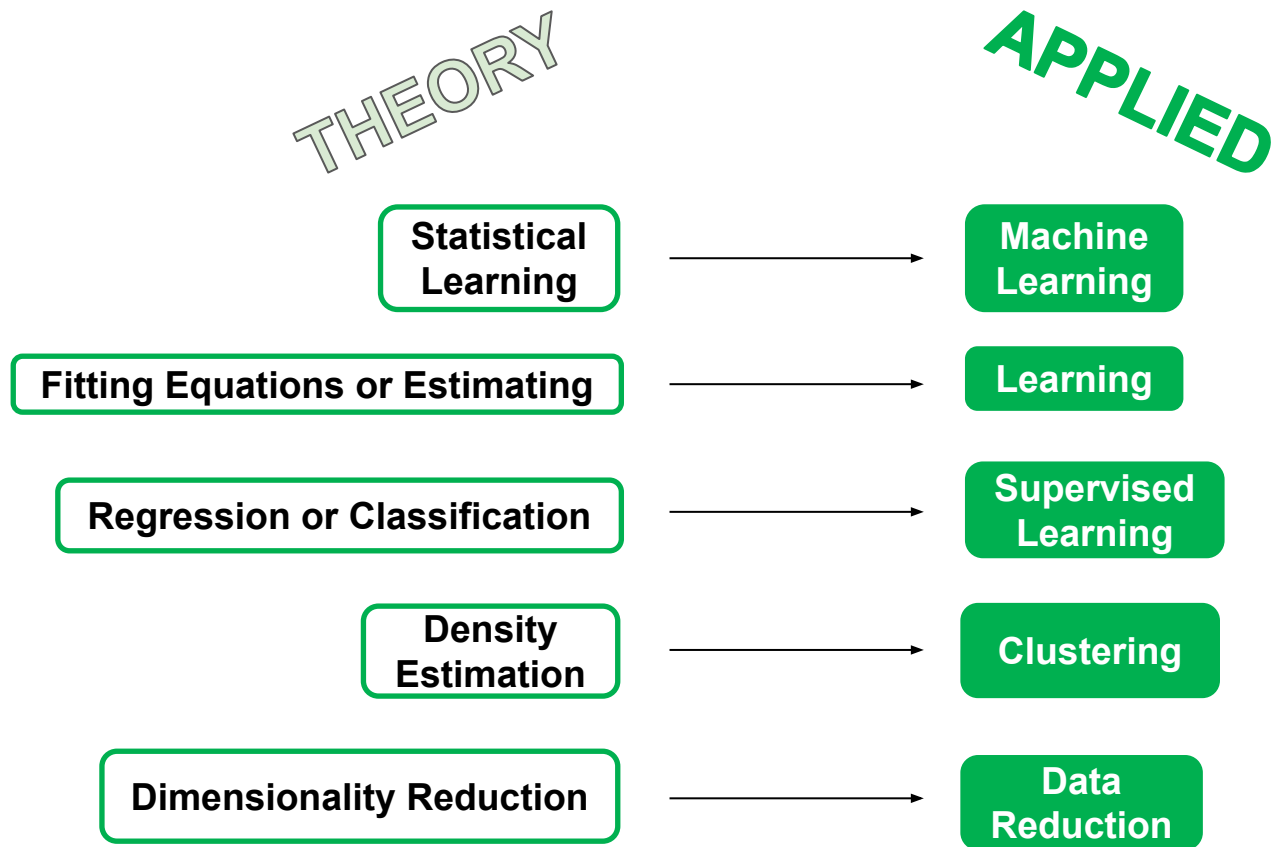 THEORY
APPLIED
Statistical
Learning
Machine
Learning
Fitting Equations or Estimating
Learning
Regression or Classification
Supervised
Learning
Density
Estimation
Clustering
Dimensionality Reduction
Data
Reduction